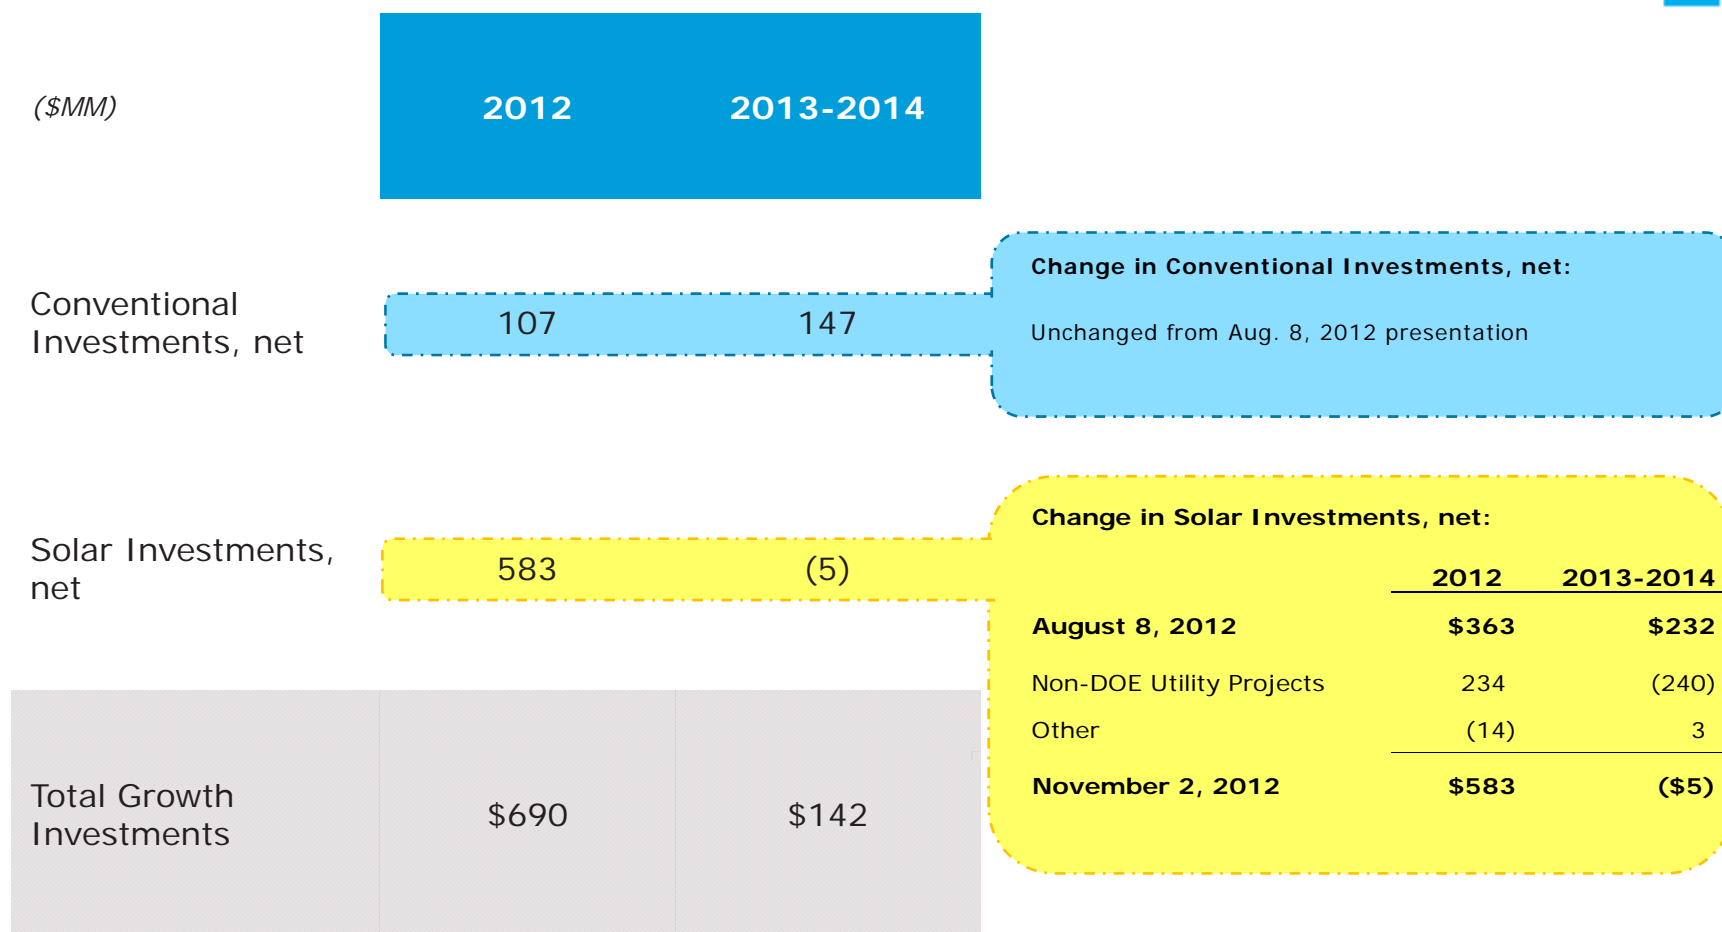 ($MM) 2012 2013-2014
Conventional
Investments, net
107 147
Change in Conventional Investments, net:
Unchanged from Aug. 8, 2012 presentation
Solar Investments,
net
583 (5)
Change in Solar Investments, net:
2012 2013-2014
August 8, 2012 $363 $232
Non-DOE Utility Projects 234 (240)
Other (14) 3
November 2, 2012 $583 ($5)
Total Growth
Investments
$690 $142